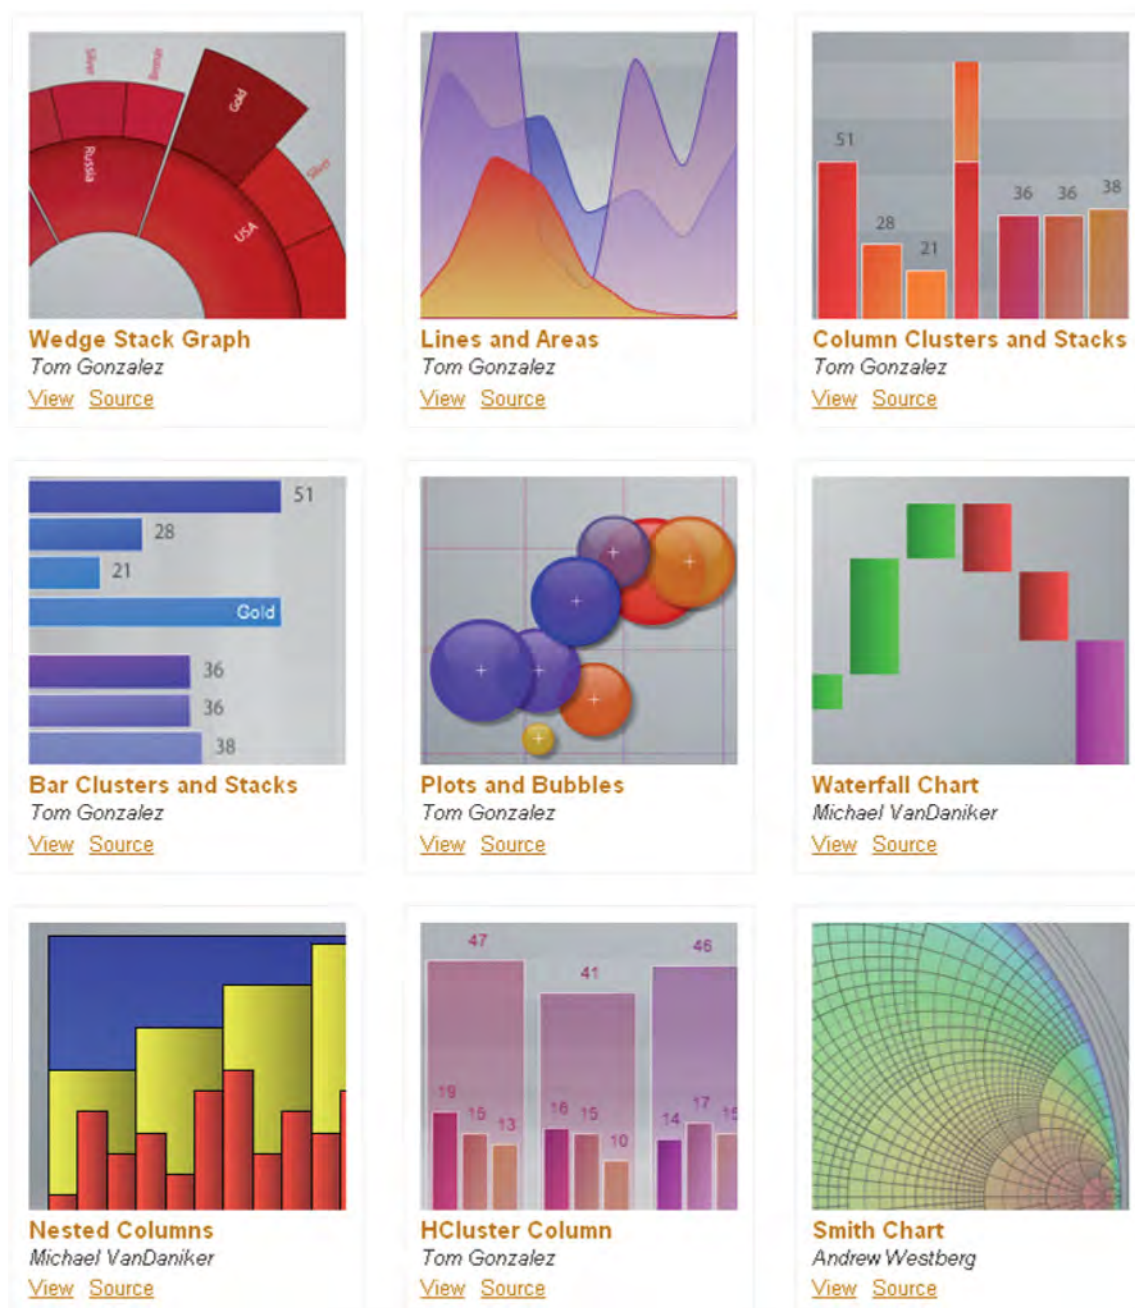 Silver
Gold
Russia
USA
Silver
Wedge Stack Graph
Tom Gonzalez
View Source
Lines and Areas
Tom Gonzalez
View Source
51
28
21
36
36
38
Column Clusters and Stacks
Tom Gonzalez
View Source
51
28
21
Gold
36
36
38
Bar Clusters and Stacks
Tom Gonzalez
View Source
Plots and Bubbles
Tom Gonzalez
View Source
Waterfall Chart
Michael VanDaniker
View Source
Nested Columns
Michael VanDaniker
View Source
47
41
46
19
15
13
16
15
10
14
17
HCluster Column
Tom Gonzalez
View Source
Smith Chart
Andrew Westberg
View Source